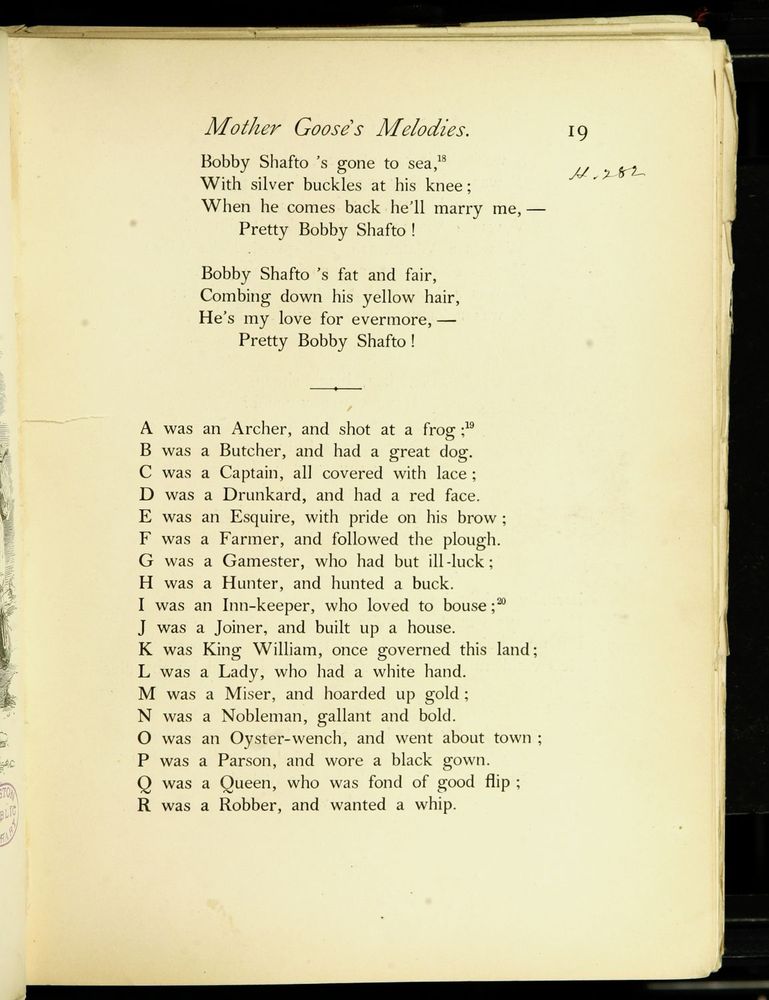 Mother Goose's Melodies. 19
Bobby Shafto 's gone to sea,¹⁸
H. 282
With silver buckles at his knee;
When he comes back he'll marry me, —
Pretty Bobby Shafto!
Bobby Shafto 's fat and fair,
Combing down his yellow hair,
He's my love for evermore, —
Pretty Bobby Shafto!
A was an Archer, and shot at a frog;¹⁹
B was a Butcher, and had a great dog.
C was a Captain, all covered with lace;
D was a Drunkard, and had a red face.
E was an Esquire, with pride on his brow;
F was a Farmer, and followed the plough.
G was a Gamester, who had but ill-luck;
H was a Hunter, and hunted a buck.
I was an Inn-keeper, who loved to bouse;²⁰
J was a Joiner, and built up a house.
K was King William, once governed this land;
L was a Lady, who had a white hand.
M was a Miser, and hoarded up gold;
N was a Nobleman, gallant and bold.
O was an Oyster-wench, and went about town;
P was a Parson, and wore a black gown.
Q was a Queen, who was fond of good flip;
R was a Robber, and wanted a whip.